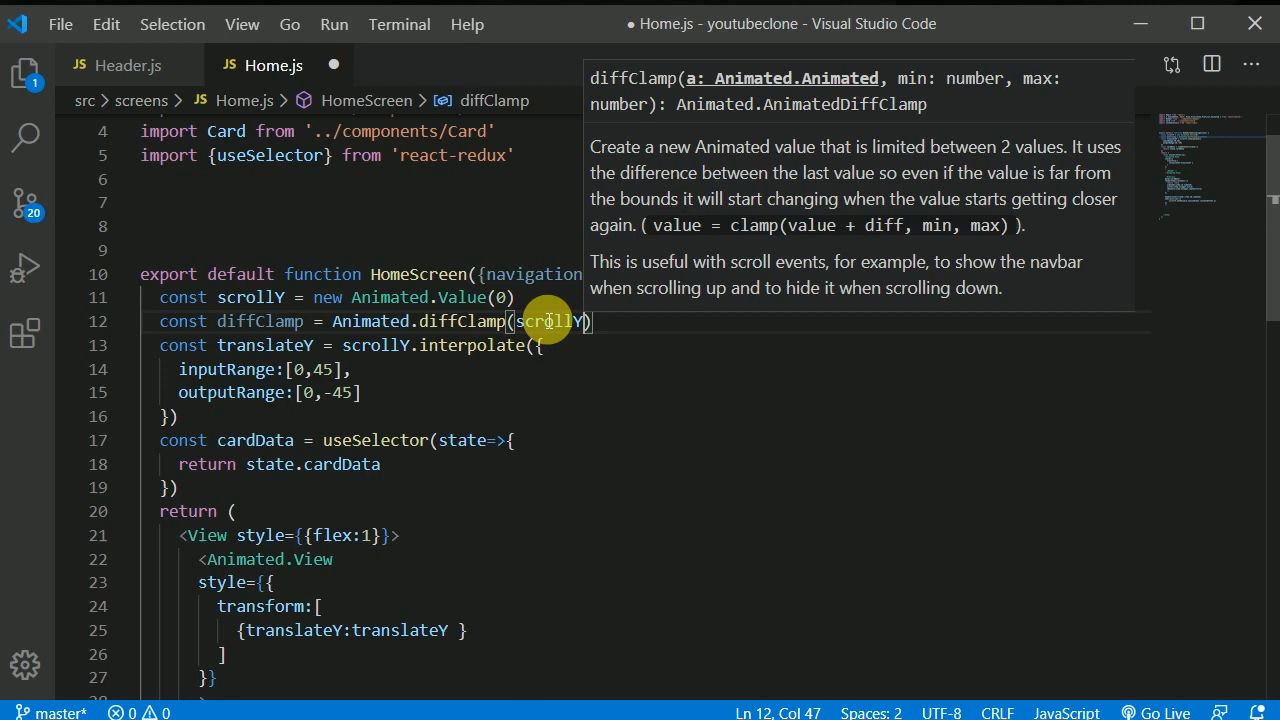 File Edit Selection View Go Run Terminal Help ● Home.js - youtubeclone - Visual Studio Code
JS Header.js JS Home.js ●
src > screens > JS Home.js > HomeScreen > diffClamp
diffClamp(a: Animated.Animated, min: number, max:
number): Animated.AnimatedDiffClamp
Create a new Animated value that is limited between 2 values. It uses
the difference between the last value so even if the value is far from
the bounds it will start changing when the value starts getting closer
again. ( value = clamp(value + diff, min, max) ).
This is useful with scroll events, for example, to show the navbar
when scrolling up and to hide it when scrolling down.
1
20
4 import Card from '../components/Card'
5 import {useSelector} from 'react-redux'
6
7
8
9
10 export default function HomeScreen({navigation
11 const scrollY = new Animated.Value(0)
12 const diffClamp = Animated.diffClamp(scrollY)
13 const translateY = scrollY.interpolate({
14 inputRange:[0,45],
15 outputRange:[0,-45]
16 })
17 const cardData = useSelector(state=>{
18 return state.cardData
19 })
20 return (
21 <View style={{flex:1}}>
22 <Animated.View
23 style={{
24 transform:[
25 {translateY:translateY }
26 ]
27 }}
28 >
master* 0 0 Ln 12, Col 47 Spaces: 2 UTF-8 CRLF JavaScript Go Live